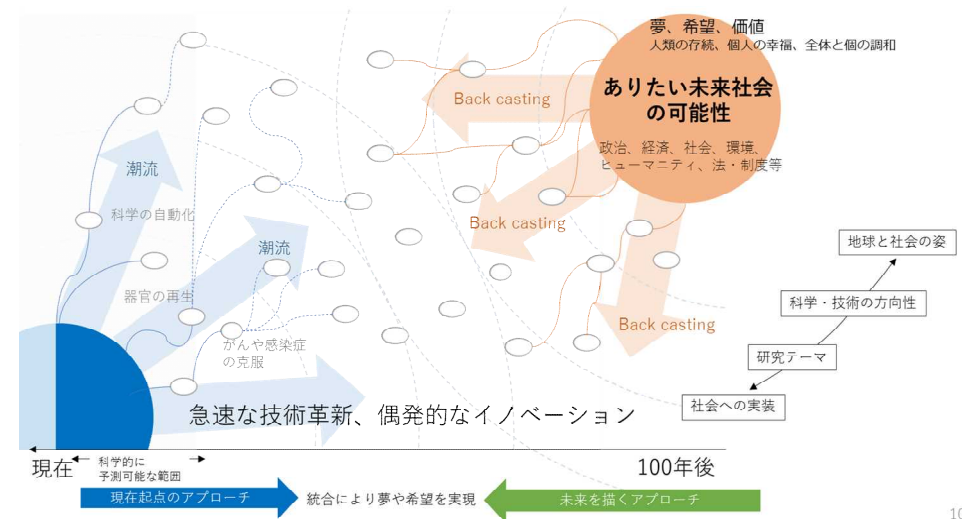 夢、希望、価値
人類の存続、個人の幸福、全体と個の調和
ありたい未来社会
の可能性
政治、経済、社会、環境、
ヒューマニティ、法・制度等
Back casting
Back casting
Back casting
潮流
科学の自動化
潮流
器官の再生
がんや感染症
の克服
地球と社会の姿
科学・技術の方向性
研究テーマ
社会への実装
急速な技術革新、偶発的なイノベーション
現在
科学的に
予測可能な範囲
100年後
現在起点のアプローチ
統合により夢や希望を実現
未来を描くアプローチ